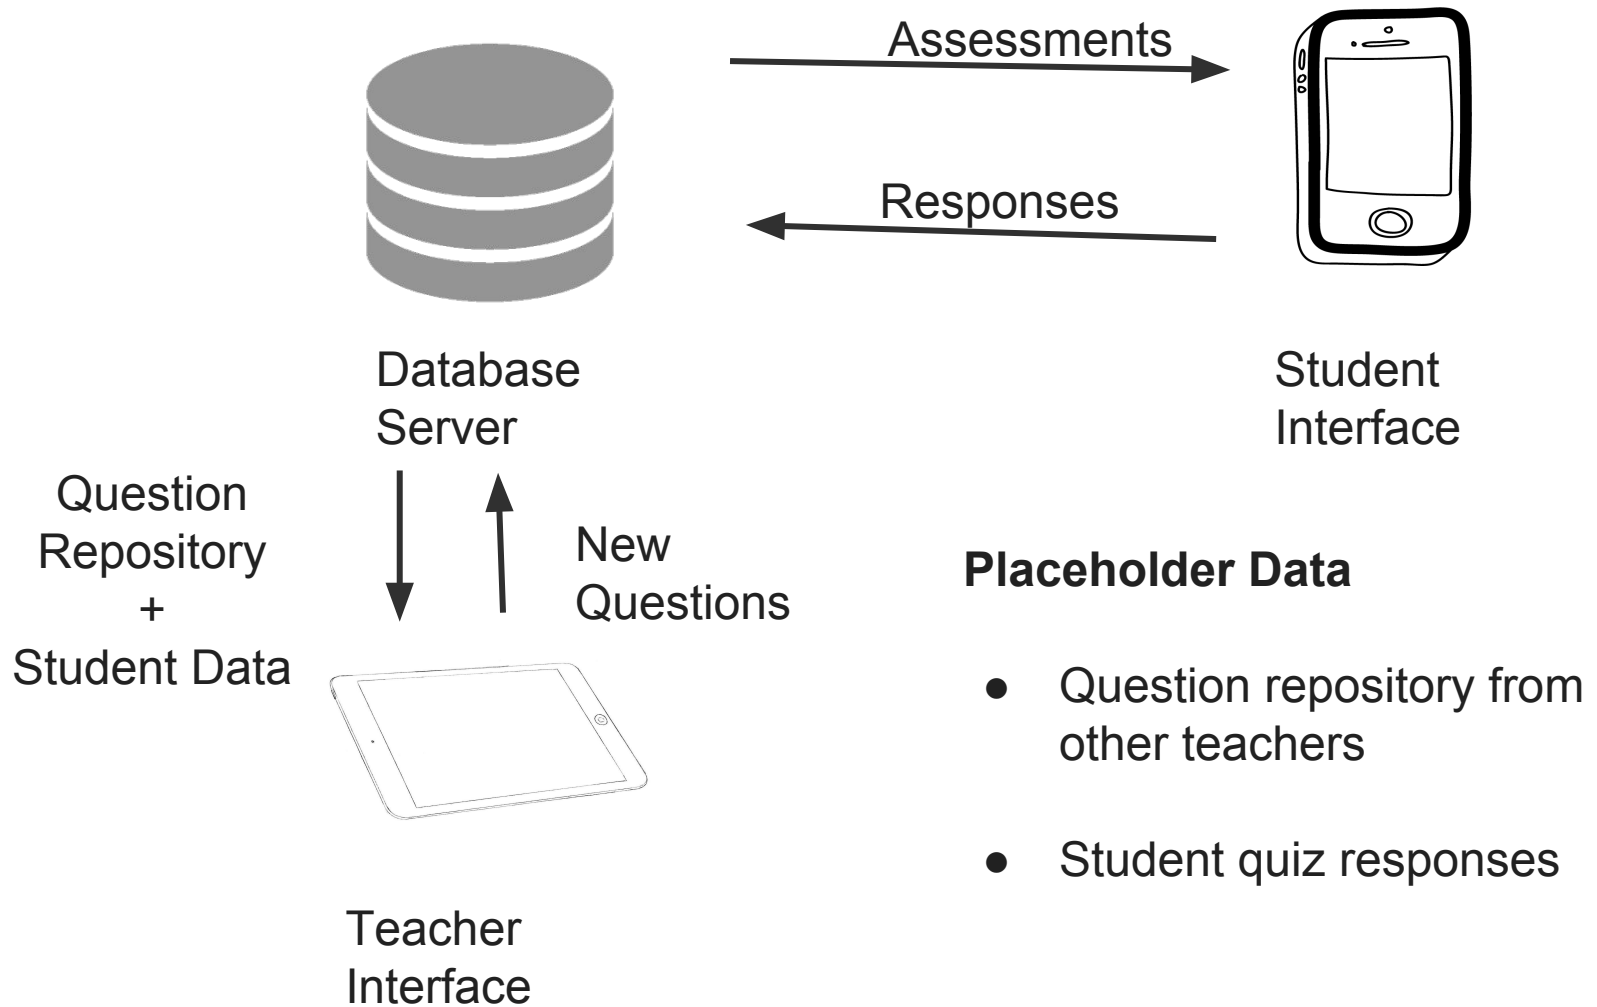 Assessments
Responses
Database
Server
Student
Interface
Question
Repository
+
Student Data
New
Questions
Teacher
Interface
Placeholder Data
● Question repository from
other teachers
● Student quiz responses